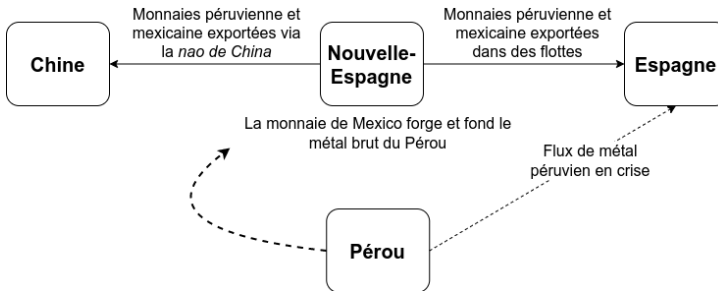 Monnaies péruvienne et
mexicaine exportées via
la nao de China
Monnaies péruvienne et
mexicaine exportées
dans des flottes
Chine
Nouvelle-
Espagne
Espagne
La monnaie de Mexico forge et fond le
métal brut du Pérou
Flux de métal
péruvien en crise
Pérou